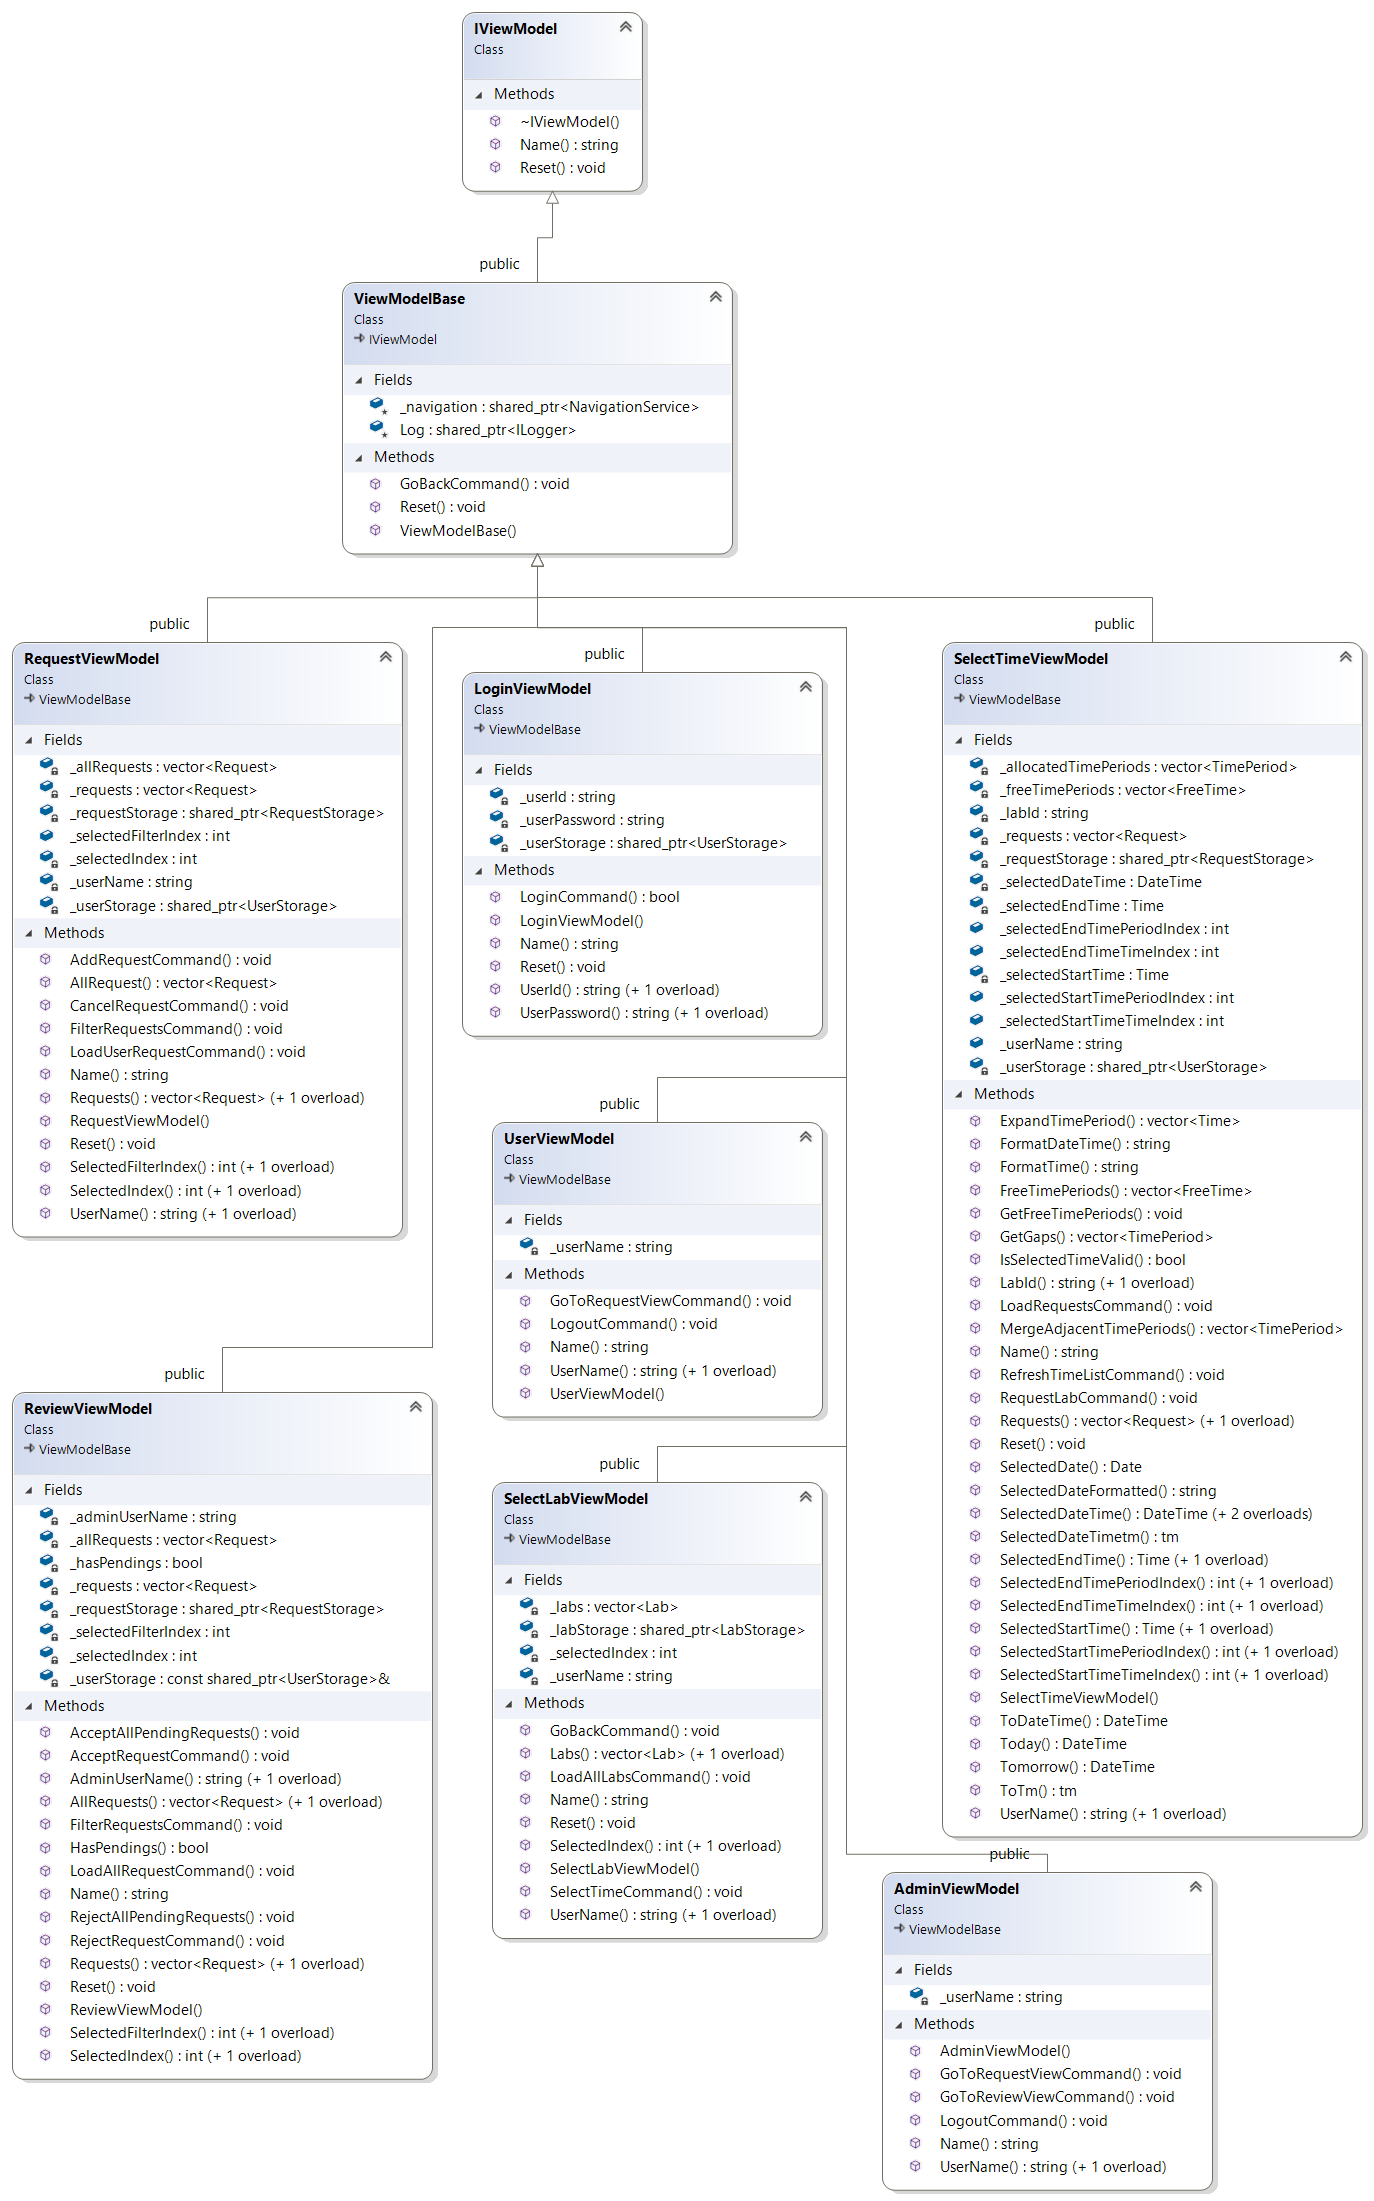 IViewModel
Class
Methods
~IViewModel()
Name() : string
Reset() : void
public
ViewModelBase
Class
IViewModel
Fields
_navigation : shared_ptr<NavigationService>
Log : shared_ptr<ILogger>
Methods
GoBackCommand() : void
Reset() : void
ViewModelBase()
public
RequestViewModel
Class
ViewModelBase
Fields
_allRequests : vector<Request>
_requests : vector<Request>
_requestStorage : shared_ptr<RequestStorage>
_selectedFilterIndex : int
_selectedIndex : int
_userName : string
_userStorage : shared_ptr<UserStorage>
Methods
AddRequestCommand() : void
AllRequest() : vector<Request>
CancelRequestCommand() : void
FilterRequestsCommand() : void
LoadUserRequestCommand() : void
Name() : string
Requests() : vector<Request> (+ 1 overload)
RequestViewModel()
Reset() : void
SelectedFilterIndex() : int (+ 1 overload)
SelectedIndex() : int (+ 1 overload)
UserName() : string (+ 1 overload)
public
LoginViewModel
Class
ViewModelBase
Fields
_userId : string
_userPassword : string
_userStorage : shared_ptr<UserStorage>
Methods
LoginCommand() : bool
LoginViewModel()
Name() : string
Reset() : void
UserId() : string (+ 1 overload)
UserPassword() : string (+ 1 overload)
public
SelectTimeViewModel
Class
ViewModelBase
Fields
_allocatedTimePeriods : vector<TimePeriod>
_freeTimePeriods : vector<FreeTime>
_labId : string
_requests : vector<Request>
_requestStorage : shared_ptr<RequestStorage>
_selectedDateTime : DateTime
_selectedEndTime : Time
_selectedEndTimePeriodIndex : int
_selectedEndTimeTimeIndex : int
_selectedStartTime : Time
_selectedStartTimePeriodIndex : int
_selectedStartTimeTimeIndex : int
_userName : string
_userStorage : shared_ptr<UserStorage>
Methods
ExpandTimePeriod() : vector<Time>
FormatDateTime() : string
FormatTime() : string
FreeTimePeriods() : vector<FreeTime>
GetFreeTimePeriods() : void
GetGaps() : vector<TimePeriod>
IsSelectedTimeValid() : bool
LabId() : string (+ 1 overload)
LoadRequestsCommand() : void
MergeAdjacentTimePeriods() : vector<TimePeriod>
Name() : string
RefreshTimeListCommand() : void
RequestLabCommand() : void
Requests() : vector<Request> (+ 1 overload)
Reset() : void
SelectedDate() : Date
SelectedDateFormatted() : string
SelectedDateTime() : DateTime (+ 2 overloads)
SelectedDateTimetm() : tm
SelectedEndTime() : Time (+ 1 overload)
SelectedEndTimePeriodIndex() : int (+ 1 overload)
SelectedEndTimeTimeIndex() : int (+ 1 overload)
SelectedStartTime() : Time (+ 1 overload)
SelectedStartTimePeriodIndex() : int (+ 1 overload)
SelectedStartTimeTimeIndex() : int (+ 1 overload)
SelectTimeViewModel()
ToDateTime() : DateTime
Today() : DateTime
Tomorrow() : DateTime
ToTm() : tm
UserName() : string (+ 1 overload)
public
UserViewModel
Class
ViewModelBase
Fields
_userName : string
Methods
GoToRequestViewCommand() : void
LogoutCommand() : void
Name() : string
UserName() : string (+ 1 overload)
UserViewModel()
public
ReviewViewModel
Class
ViewModelBase
Fields
_adminUserName : string
_allRequests : vector<Request>
_hasPendings : bool
_requests : vector<Request>
_requestStorage : shared_ptr<RequestStorage>
_selectedFilterIndex : int
_selectedIndex : int
_userStorage : const shared_ptr<UserStorage>&
Methods
AcceptAllPendingRequests() : void
AcceptRequestCommand() : void
AdminUserName() : string (+ 1 overload)
AllRequests() : vector<Request> (+ 1 overload)
FilterRequestsCommand() : void
HasPendings() : bool
LoadAllRequestCommand() : void
Name() : string
RejectAllPendingRequests() : void
RejectRequestCommand() : void
Requests() : vector<Request> (+ 1 overload)
Reset() : void
ReviewViewModel()
SelectedFilterIndex() : int (+ 1 overload)
SelectedIndex() : int (+ 1 overload)
public
SelectLabViewModel
Class
ViewModelBase
Fields
_labs : vector<Lab>
_labStorage : shared_ptr<LabStorage>
_selectedIndex : int
_userName : string
Methods
GoBackCommand() : void
Labs() : vector<Lab> (+ 1 overload)
LoadAllLabsCommand() : void
Name() : string
Reset() : void
SelectedIndex() : int (+ 1 overload)
SelectLabViewModel()
SelectTimeCommand() : void
UserName() : string (+ 1 overload)
public
AdminViewModel
Class
ViewModelBase
Fields
_userName : string
Methods
AdminViewModel()
GoToRequestViewCommand() : void
GoToReviewViewCommand() : void
LogoutCommand() : void
Name() : string
UserName() : string (+ 1 overload)